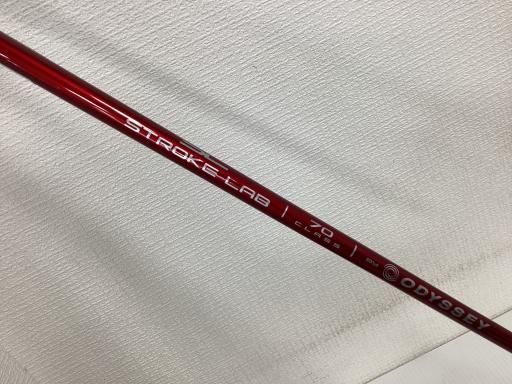 STROKE LAB
70
CLASS
ODYSSEY